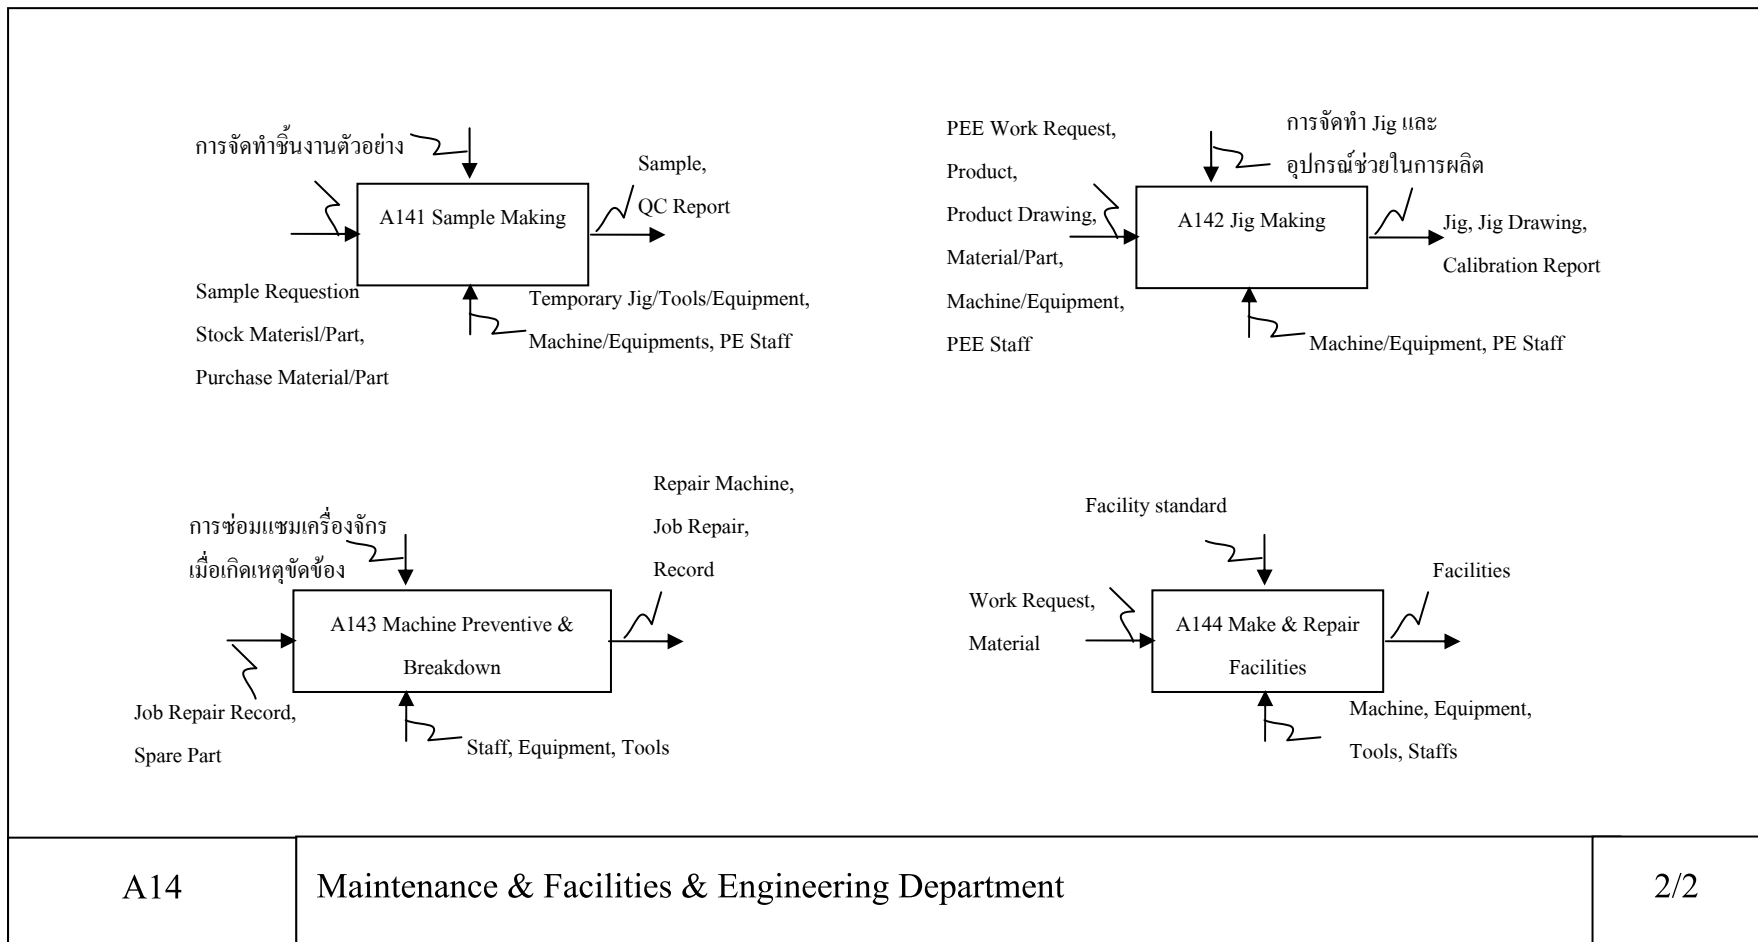 การจัดทำชิ้นงานตัวอย่าง
Sample,
QC Report
A141 Sample Making
Sample Requestion
Stock Materisl/Part,
Purchase Material/Part
Temporary Jig/Tools/Equipment,
Machine/Equipments, PE Staff
PEE Work Request,
Product,
Product Drawing,
Material/Part,
Machine/Equipment,
PEE Staff
การจัดทำ Jig และ
อุปกรณ์ช่วยในการผลิต
A142 Jig Making
Jig, Jig Drawing,
Calibration Report
Machine/Equipment, PE Staff
การซ่อมแซมเครื่องจักร
เมื่อเกิดเหตุขัดข้อง
Repair Machine,
Job Repair,
Record
A143 Machine Preventive &
Breakdown
Job Repair Record,
Spare Part
Staff, Equipment, Tools
Facility standard
Work Request,
Material
A144 Make & Repair
Facilities
Facilities
Machine, Equipment,
Tools, Staffs
A14
Maintenance & Facilities & Engineering Department
2/2